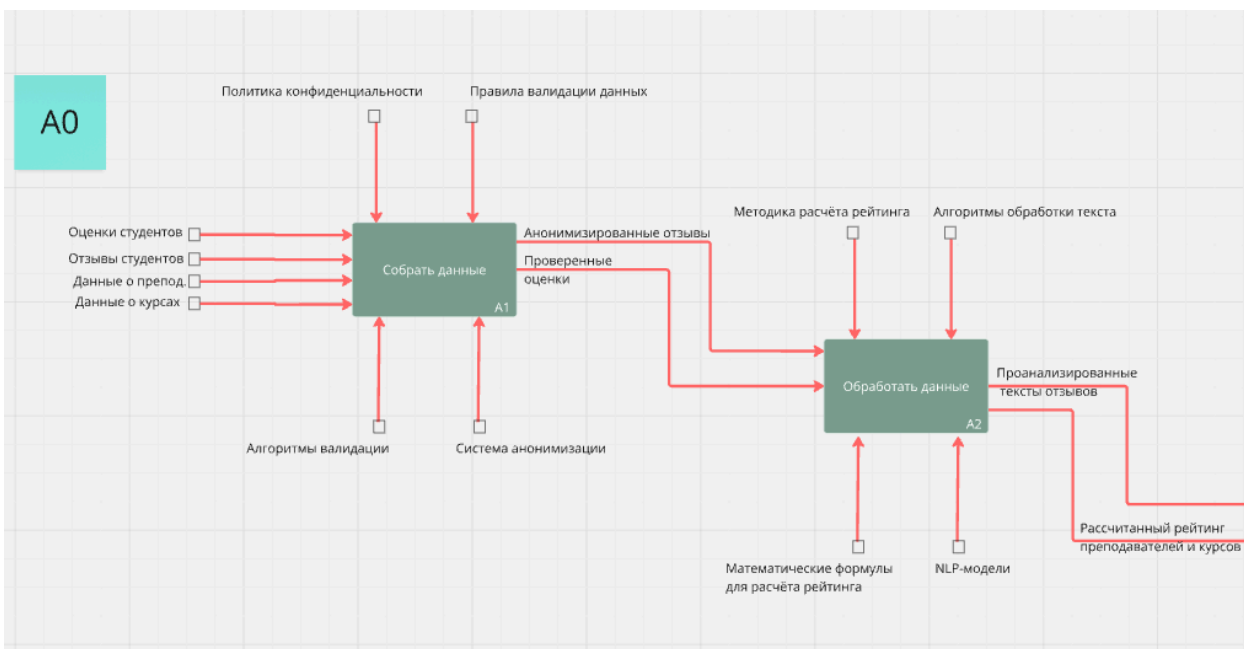 A0
Политика конфиденциальности
Правила валидации данных
Оценки студентов
Отзывы студентов
Данные о препод.
Данные о курсах
Собрать данные
A1
Анонимизированные отзывы
Проверенные
оценки
Алгоритмы валидации
Система анонимизации
Методика расчёта рейтинга
Алгоритмы обработки текста
Обработать данные
A2
Проанализированные
тексты отзывов
Рассчитанный рейтинг
преподавателей и курсов
Математические формулы
для расчёта рейтинга
NLP-модели